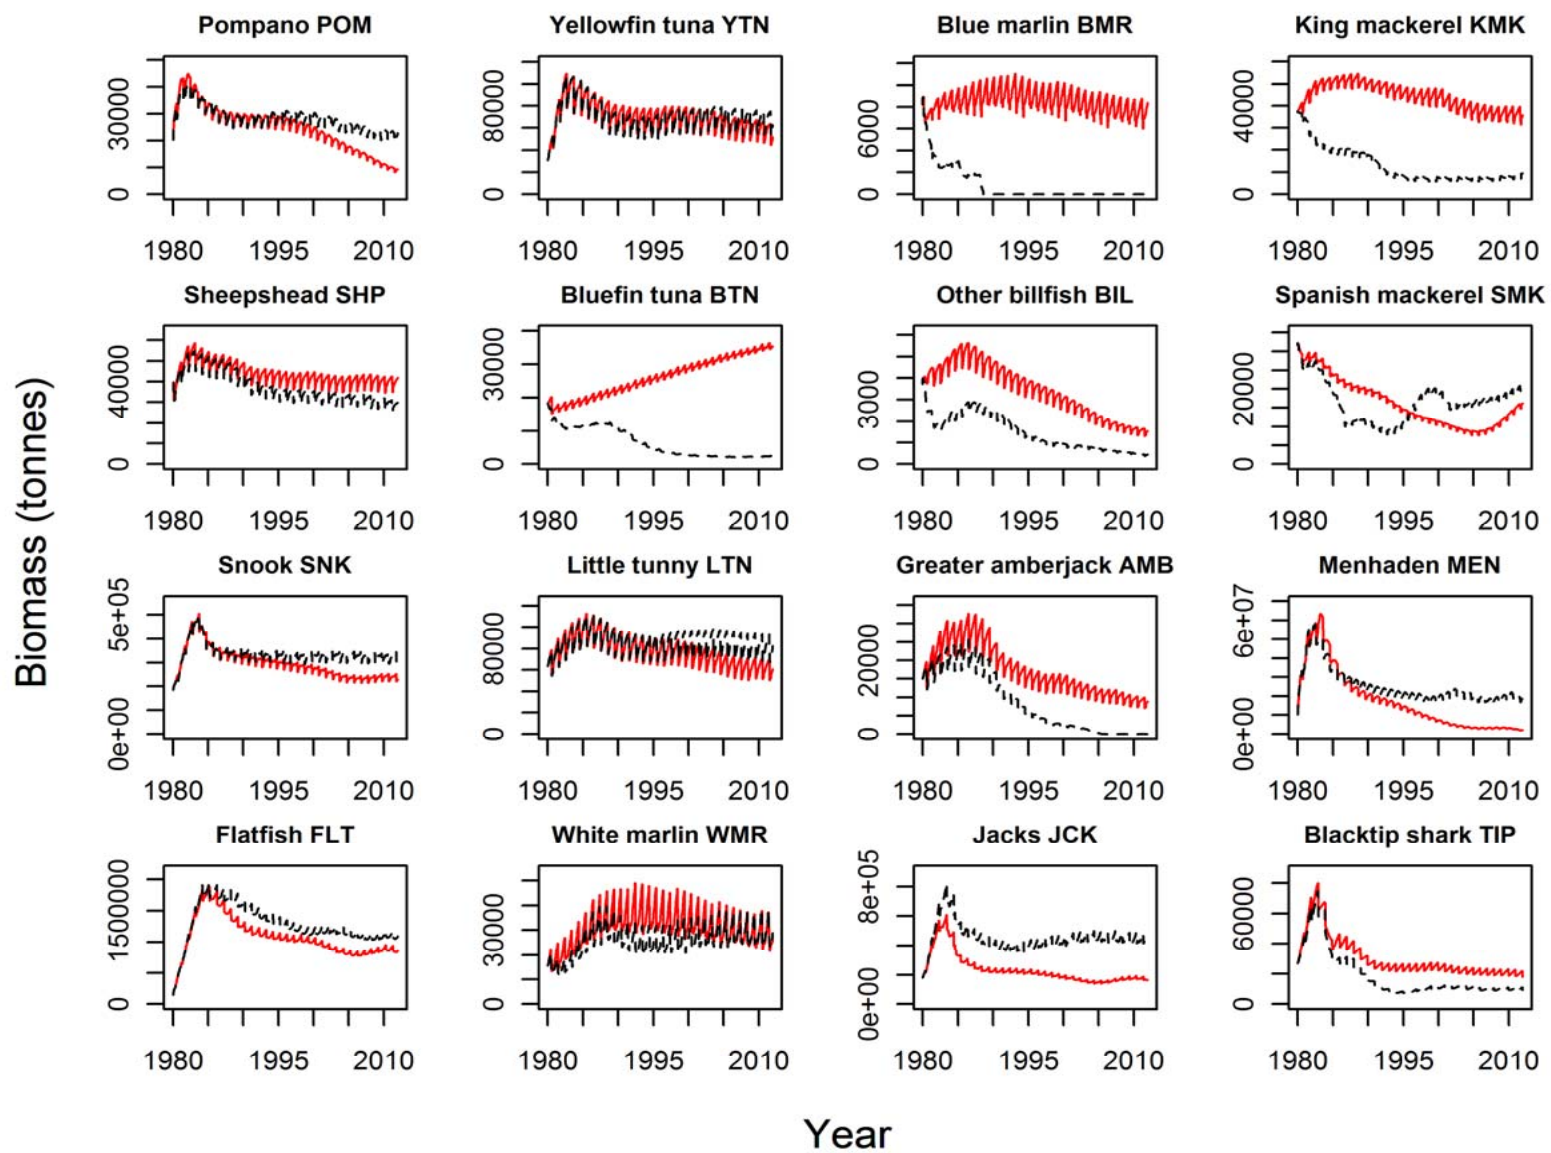 Pompano POM
Yellowfin tuna YTN
Blue marlin BMR
King mackerel KMK
0 30000
0 80000
0 6000
0 40000
1980 1995 2010
1980 1995 2010
1980 1995 2010
1980 1995 2010
Sheepshead SHP
Bluefin tuna BTN
Other billfish BIL
Spanish mackerel SMK
0 40000
0 30000
0 3000
0 20000
1980 1995 2010
1980 1995 2010
1980 1995 2010
1980 1995 2010
Biomass (tonnes)
Snook SNK
Little tunny LTN
Greater amberjack AMB
Menhaden MEN
0e+00 5e+05
0 80000
0 20000
0e+00 6e+07
1980 1995 2010
1980 1995 2010
1980 1995 2010
1980 1995 2010
Flatfish FLT
White marlin WMR
Jacks JCK
Blacktip shark TIP
0 1500000
0 30000
0e+00 8e+05
0 60000
1980 1995 2010
1980 1995 2010
1980 1995 2010
1980 1995 2010
Year